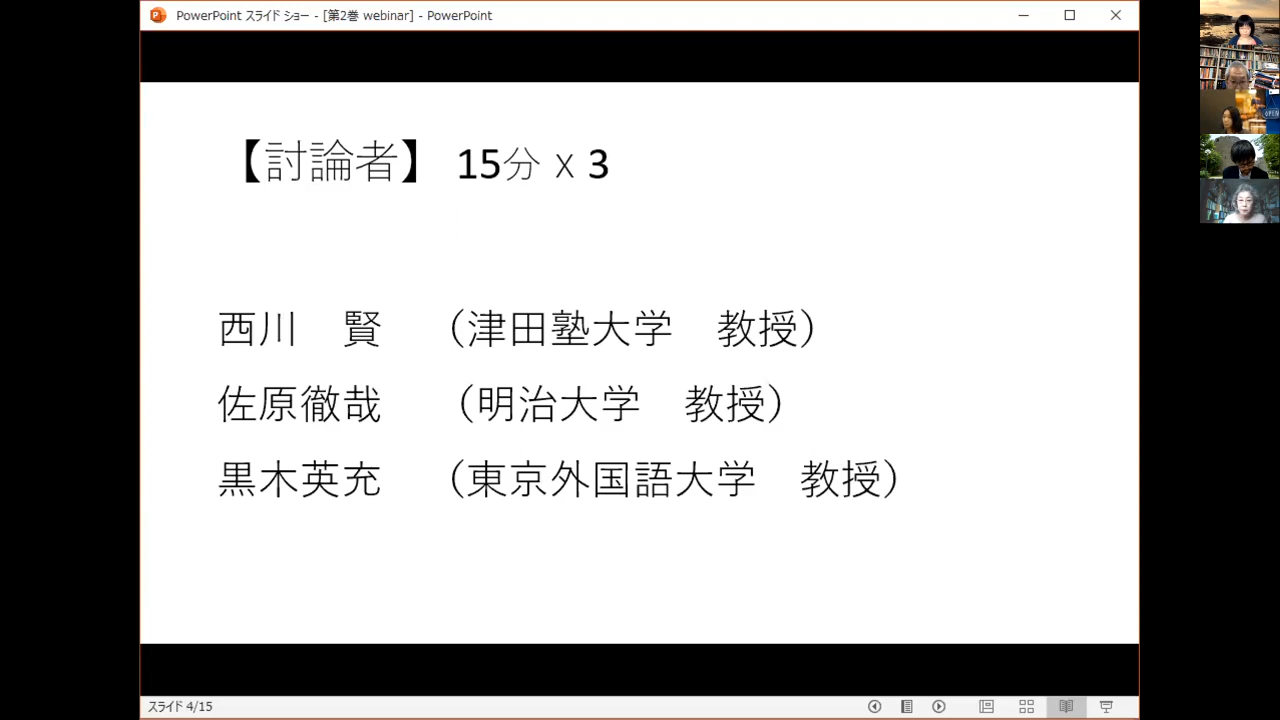 PowerPoint スライド ショー - [第2巻 webinar] - PowerPoint
【討論者】 15分 x 3
西川　賢　（津田塾大学　教授）
佐原徹哉　（明治大学　教授）
黒木英充　（東京外国語大学　教授）
スライド 4/15
OPEN